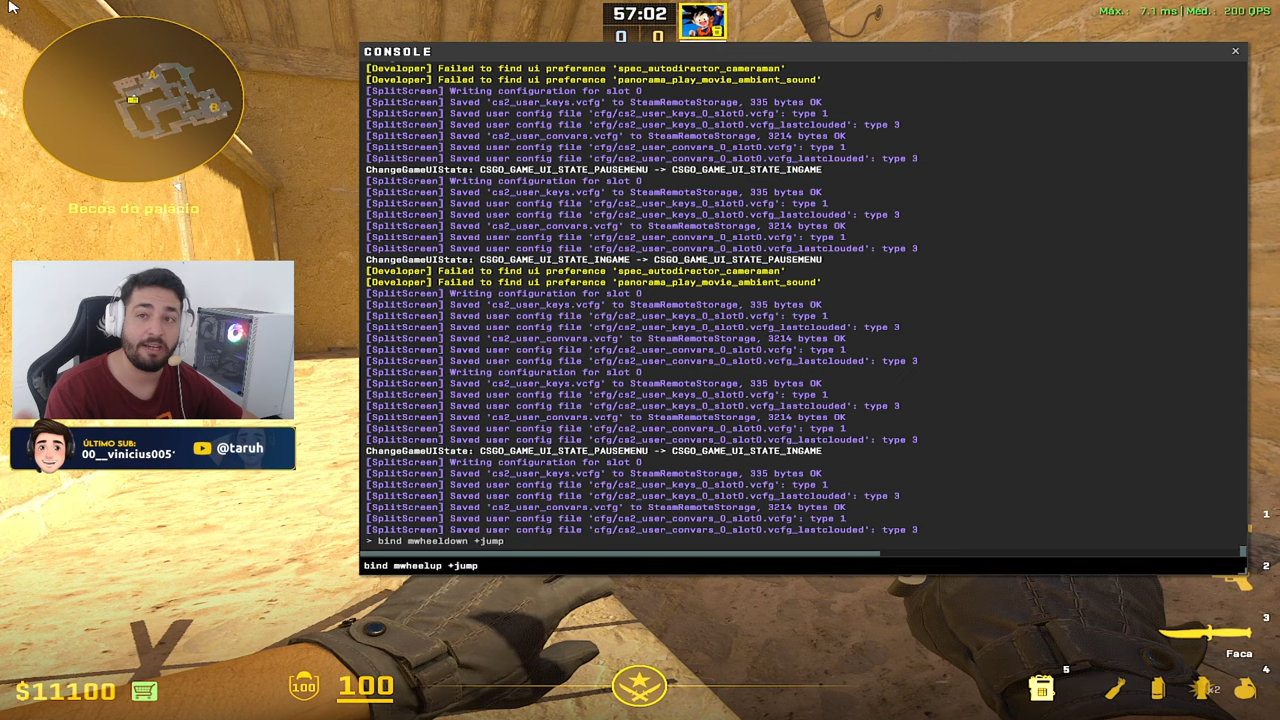 57:02
0 0
Máx.: 7.1 ms | Méd.: 200 QPS
Becos do palácio
CONSOLE
[Developer] Failed to find ui preference 'spec_autodirector_cameraman'
[Developer] Failed to find ui preference 'panorama_play_movie_ambient_sound'
[SplitScreen] Writing configuration for slot 0
[SplitScreen] Saved 'cs2_user_keys.vcfg' to SteamRemoteStorage, 335 bytes OK
[SplitScreen] Saved user config file 'cfg/cs2_user_keys_0_slot0.vcfg': type 1
[SplitScreen] Saved user config file 'cfg/cs2_user_keys_0_slot0.vcfg_lastclouded': type 3
[SplitScreen] Saved 'cs2_user_convars.vcfg' to SteamRemoteStorage, 3214 bytes OK
[SplitScreen] Saved user config file 'cfg/cs2_user_convars_0_slot0.vcfg': type 1
[SplitScreen] Saved user config file 'cfg/cs2_user_convars_0_slot0.vcfg_lastclouded': type 3
ChangeGameUIState: CSGO_GAME_UI_STATE_PAUSEMENU -> CSGO_GAME_UI_STATE_INGAME
[SplitScreen] Writing configuration for slot 0
[SplitScreen] Saved 'cs2_user_keys.vcfg' to SteamRemoteStorage, 335 bytes OK
[SplitScreen] Saved user config file 'cfg/cs2_user_keys_0_slot0.vcfg': type 1
[SplitScreen] Saved user config file 'cfg/cs2_user_keys_0_slot0.vcfg_lastclouded': type 3
[SplitScreen] Saved 'cs2_user_convars.vcfg' to SteamRemoteStorage, 3214 bytes OK
[SplitScreen] Saved user config file 'cfg/cs2_user_convars_0_slot0.vcfg': type 1
[SplitScreen] Saved user config file 'cfg/cs2_user_convars_0_slot0.vcfg_lastclouded': type 3
ChangeGameUIState: CSGO_GAME_UI_STATE_INGAME -> CSGO_GAME_UI_STATE_PAUSEMENU
[Developer] Failed to find ui preference 'spec_autodirector_cameraman'
[Developer] Failed to find ui preference 'panorama_play_movie_ambient_sound'
[SplitScreen] Writing configuration for slot 0
[SplitScreen] Saved 'cs2_user_keys.vcfg' to SteamRemoteStorage, 335 bytes OK
[SplitScreen] Saved user config file 'cfg/cs2_user_keys_0_slot0.vcfg': type 1
[SplitScreen] Saved user config file 'cfg/cs2_user_keys_0_slot0.vcfg_lastclouded': type 3
[SplitScreen] Saved 'cs2_user_convars.vcfg' to SteamRemoteStorage, 3214 bytes OK
[SplitScreen] Saved user config file 'cfg/cs2_user_convars_0_slot0.vcfg': type 1
[SplitScreen] Saved user config file 'cfg/cs2_user_convars_0_slot0.vcfg_lastclouded': type 3
[SplitScreen] Writing configuration for slot 0
[SplitScreen] Saved 'cs2_user_keys.vcfg' to SteamRemoteStorage, 335 bytes OK
[SplitScreen] Saved user config file 'cfg/cs2_user_keys_0_slot0.vcfg': type 1
[SplitScreen] Saved user config file 'cfg/cs2_user_keys_0_slot0.vcfg_lastclouded': type 3
[SplitScreen] Saved 'cs2_user_convars.vcfg' to SteamRemoteStorage, 3214 bytes OK
[SplitScreen] Saved user config file 'cfg/cs2_user_convars_0_slot0.vcfg': type 1
[SplitScreen] Saved user config file 'cfg/cs2_user_convars_0_slot0.vcfg_lastclouded': type 3
ChangeGameUIState: CSGO_GAME_UI_STATE_PAUSEMENU -> CSGO_GAME_UI_STATE_INGAME
[SplitScreen] Writing configuration for slot 0
[SplitScreen] Saved 'cs2_user_keys.vcfg' to SteamRemoteStorage, 335 bytes OK
[SplitScreen] Saved user config file 'cfg/cs2_user_keys_0_slot0.vcfg': type 1
[SplitScreen] Saved user config file 'cfg/cs2_user_keys_0_slot0.vcfg_lastclouded': type 3
[SplitScreen] Saved 'cs2_user_convars.vcfg' to SteamRemoteStorage, 3214 bytes OK
[SplitScreen] Saved user config file 'cfg/cs2_user_convars_0_slot0.vcfg': type 1
[SplitScreen] Saved user config file 'cfg/cs2_user_convars_0_slot0.vcfg_lastclouded': type 3
> bind mwheeldown +jump
bind mwheelup +jump
ÚLTIMO SUB:
00__vinicius005
@taruh
1
2
3
Faca
4
5
x2
$11100
100
100